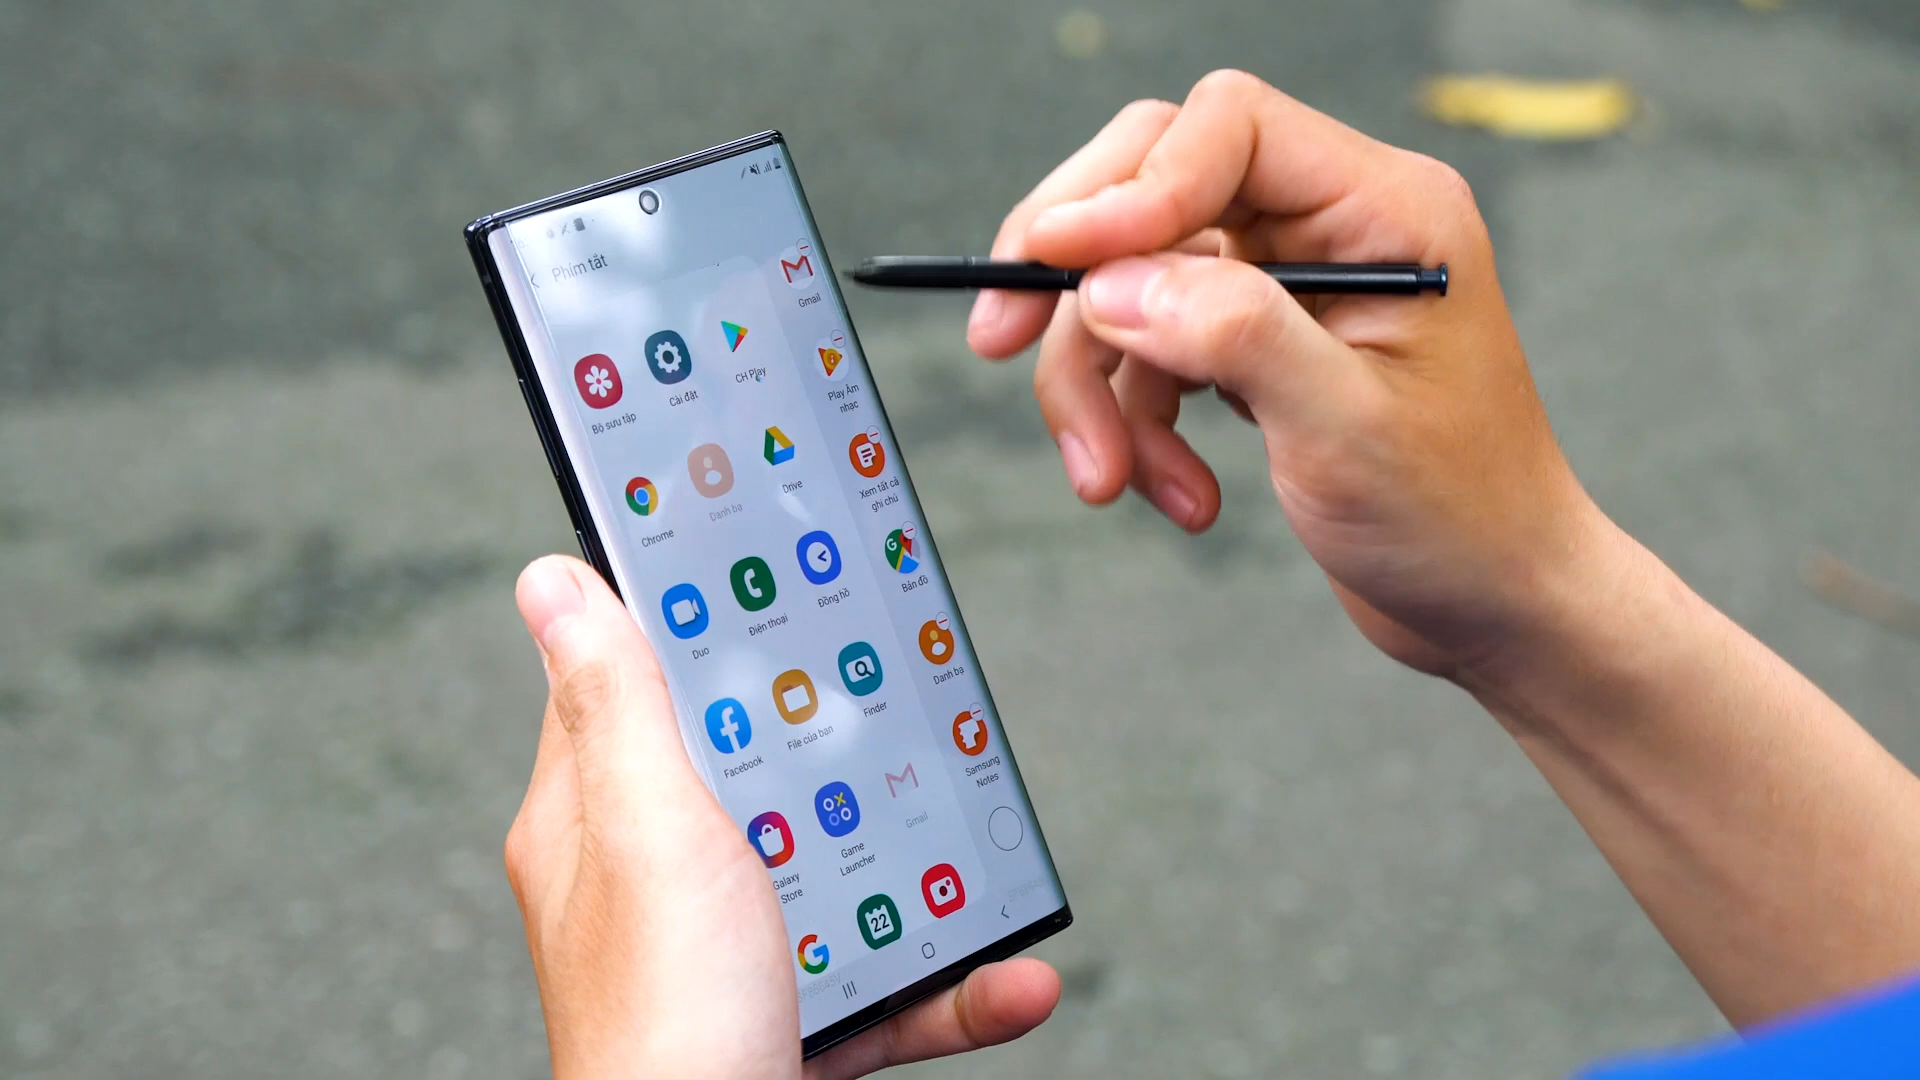 Phím tắt
Gmail
Bộ sưu tập
Cài đặt
CH Play
Play Âm
nhạc
Chrome
Danh bạ
Drive
Xem tất cả
ghi chú
Duo
Điện thoại
Đồng hồ
G
Bản đồ
Facebook
File của bạn
Finder
Danh bạ
Galaxy
Store
Game
Launcher
Gmail
Samsung
Notes
G
22